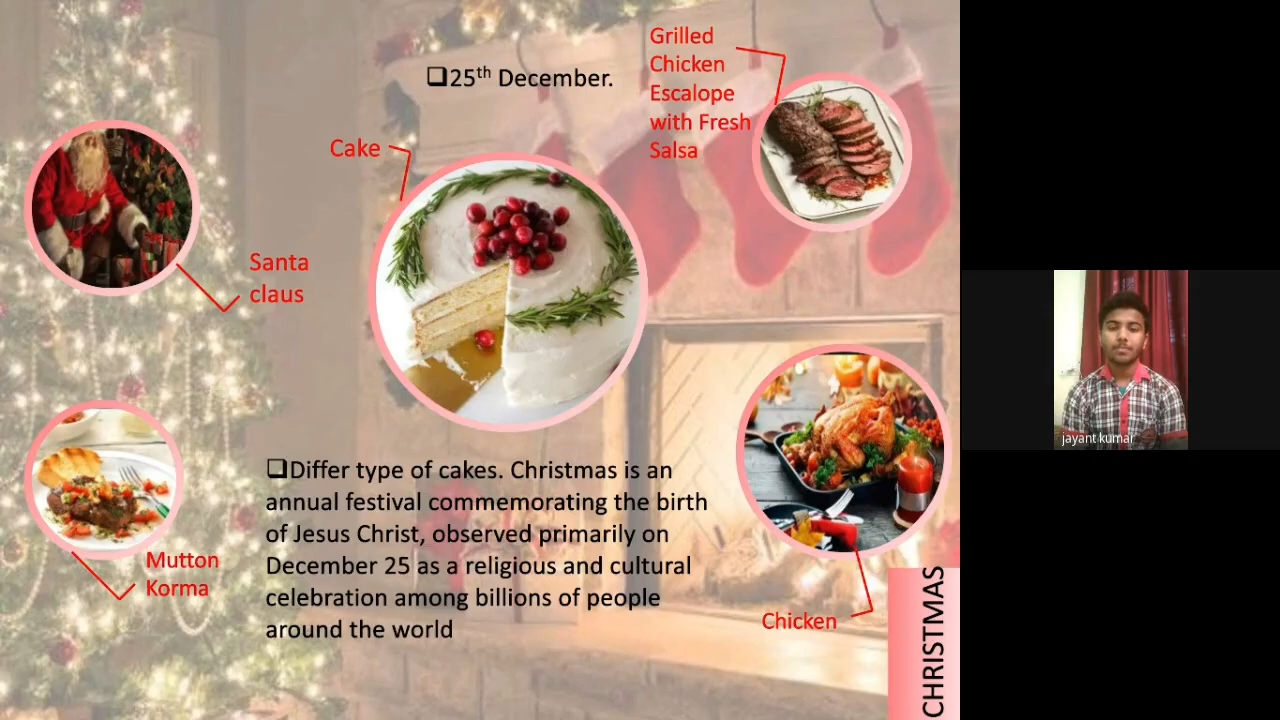 ❑25th December.
Grilled
Chicken
Escalope
with Fresh
Salsa
Cake
Santa
claus
❑Differ type of cakes. Christmas is an
annual festival commemorating the birth
of Jesus Christ, observed primarily on
December 25 as a religious and cultural
celebration among billions of people
around the world
Mutton
Korma
Chicken
CHRISTMAS
jayant kumar